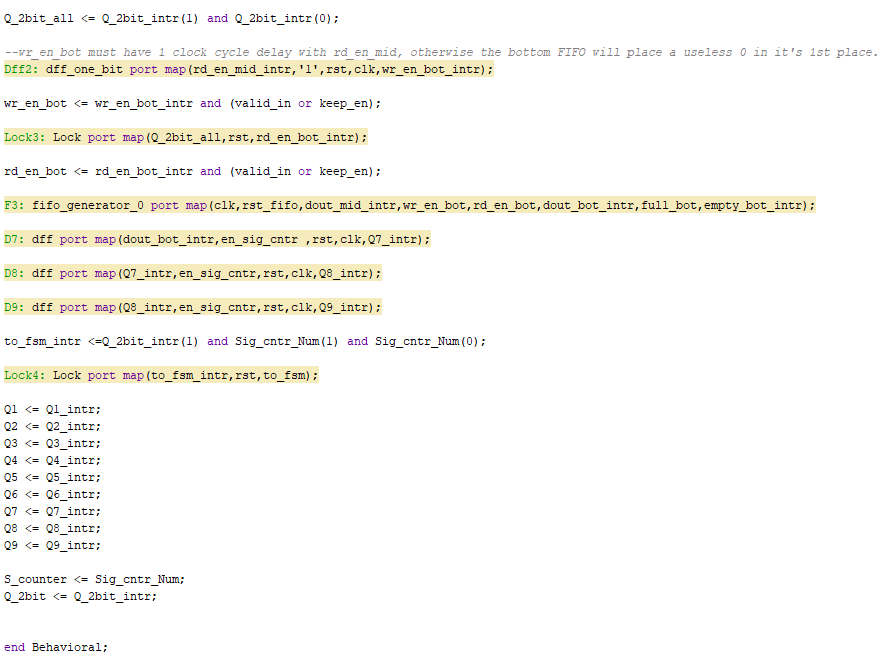 Q_2bit_all <= Q_2bit_intr(1) and Q_2bit_intr(0);
--wr_en_bot must have 1 clock cycle delay with rd_en_mid, otherwise the bottom FIFO will place a useless 0 in it's 1st place.
Dff2: dff_one_bit port map(rd_en_mid_intr,'1',rst,clk,wr_en_bot_intr);
wr_en_bot <= wr_en_bot_intr and (valid_in or keep_en);
Lock3: Lock port map(Q_2bit_all,rst,rd_en_bot_intr);
rd_en_bot <= rd_en_bot_intr and (valid_in or keep_en);
F3: fifo_generator_0 port map(clk,rst_fifo,dout_mid_intr,wr_en_bot,rd_en_bot,dout_bot_intr,full_bot,empty_bot_intr);
D7: dff port map(dout_bot_intr,en_sig_cntr ,rst,clk,Q7_intr);
D8: dff port map(Q7_intr,en_sig_cntr,rst,clk,Q8_intr);
D9: dff port map(Q8_intr,en_sig_cntr,rst,clk,Q9_intr);
to_fsm_intr <=Q_2bit_intr(1) and Sig_cntr_Num(1) and Sig_cntr_Num(0);
Lock4: Lock port map(to_fsm_intr,rst,to_fsm);
Q1 <= Q1_intr;
Q2 <= Q2_intr;
Q3 <= Q3_intr;
Q4 <= Q4_intr;
Q5 <= Q5_intr;
Q6 <= Q6_intr;
Q7 <= Q7_intr;
Q8 <= Q8_intr;
Q9 <= Q9_intr;
S_counter <= Sig_cntr_Num;
Q_2bit <= Q_2bit_intr;
end Behavioral;